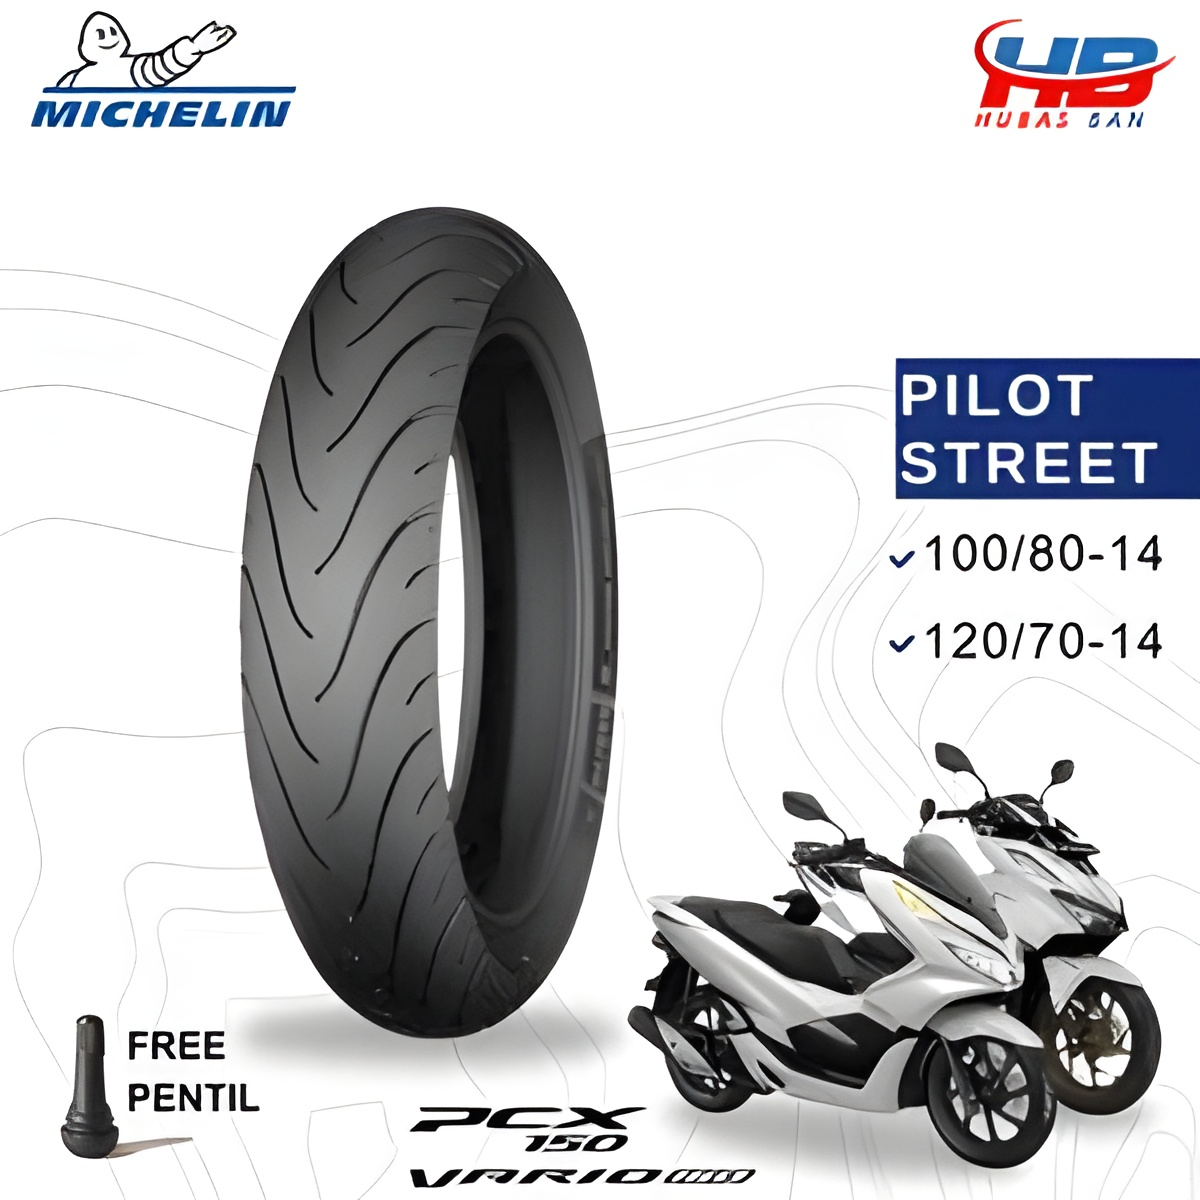 MICHELIN
HB
HUBAS BAN
PILOT
STREET
100/80-14
120/70-14
FREE
PENTIL
PCX
150
VARIO